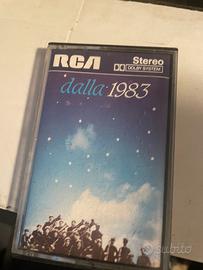 RCA
Stereo
DOLBY SYSTEM
dalla 1983
subito